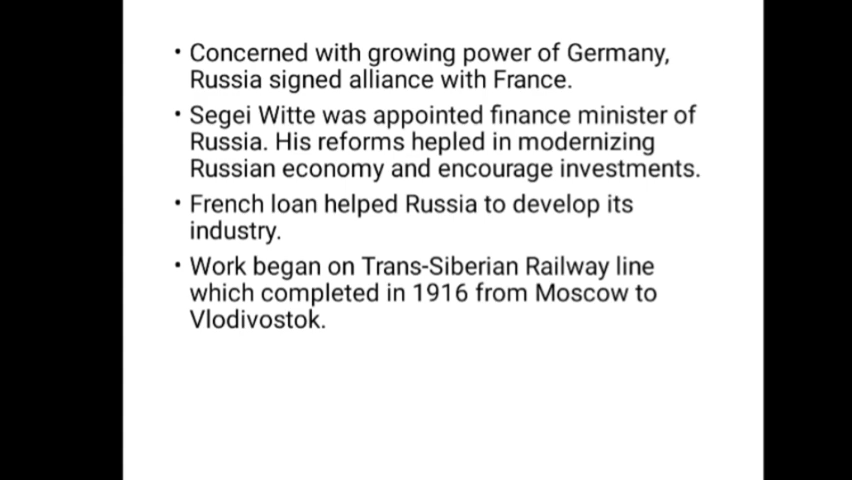 • Concerned with growing power of Germany,
Russia signed alliance with France.
• Segei Witte was appointed finance minister of
Russia. His reforms hepled in modernizing
Russian economy and encourage investments.
• French loan helped Russia to develop its
industry.
• Work began on Trans-Siberian Railway line
which completed in 1916 from Moscow to
Vlodivostok.